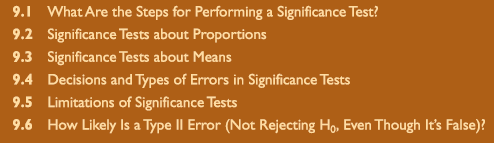 9.1 What Are the Steps for Performing a Significance Test?
9.2 Significance Tests about Proportions
9.3 Significance Tests about Means
9.4 Decisions and Types of Errors in Significance Tests
9.5 Limitations of Significance Tests
9.6 How Likely Is a Type II Error (Not Rejecting H₀, Even Though It's False)?